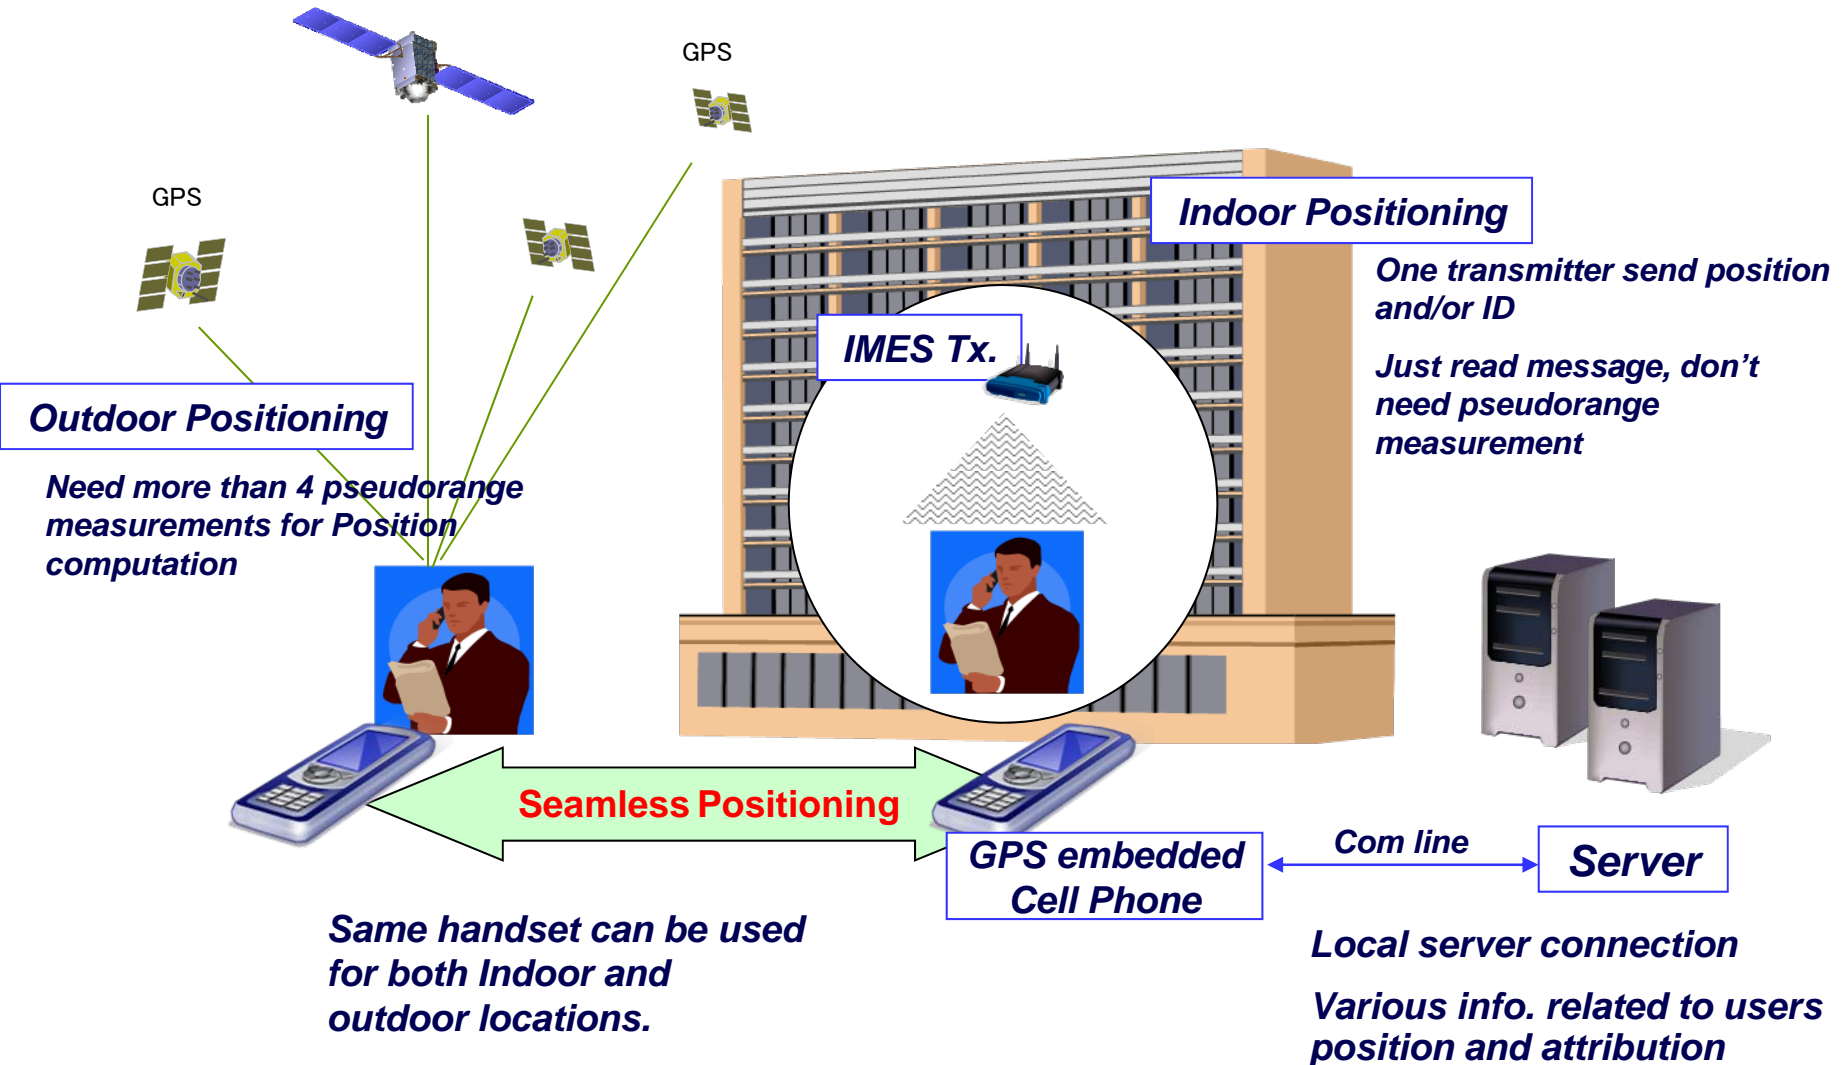 GPS
GPS
Indoor Positioning
One transmitter send position
and/or ID
IMES Tx.
Just read message, don’t
need pseudorange
measurement
Outdoor Positioning
Need more than 4 pseudorange
measurements for Position
computation
Seamless Positioning
GPS embedded
Cell Phone
Com line
Server
Same handset can be used
for both Indoor and
outdoor locations.
Local server connection
Various info. related to users
position and attribution